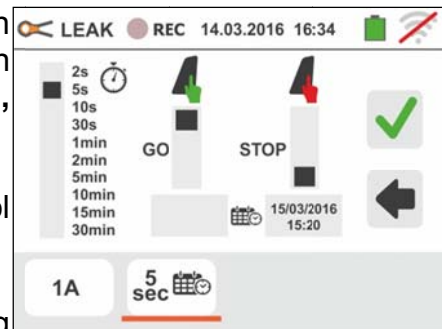 LEAK REC 14.03.2016 16:34
2s
5s
10s
30s
1min
2min
5min
10min
15min
30min
GO
STOP
15/03/2016
15:20
1A
5
sec